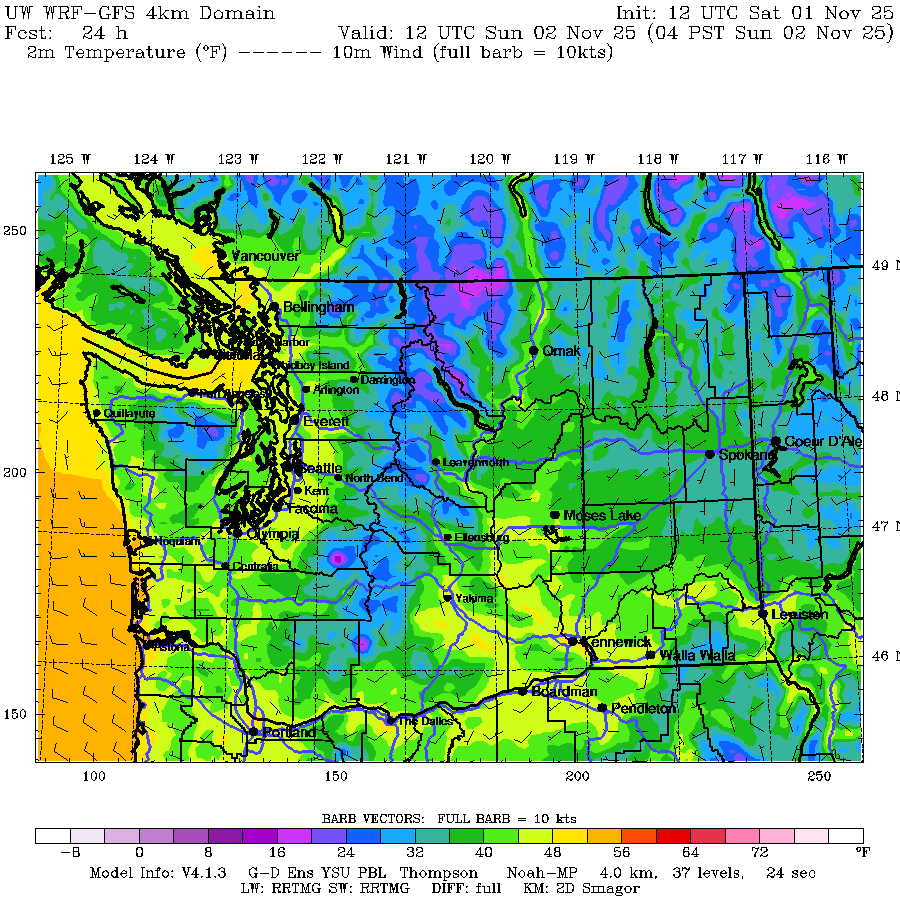 UW WRF-GFS 4km Domain Init: 12 UTC Sat 01 Nov 25
Fcst: 24 h Valid: 12 UTC Sun 02 Nov 25 (04 PST Sun 02 Nov 25)
2m Temperature (°F) ------ 10m Wind (full barb = 10kts)
125 W 124 W 123 W 122 W 121 W 120 W 119 W 118 W 117 W 116 W
250
Vancouver
49 N
Bellingham
Harbor
Omak
Island
Darrington
Arlington
48 N
Quillayute
Everett
Coeur D'Ale
Spokane
Leavenworth
200
Seattle
North Bend
Kent
Tacoma
Moses Lake
47 N
Olympia
Ellensburg
Hoquiam
Centralia
Yakima
Lewiston
Kennewick
Astoria
Walla Walla
46 N
Boardman
Pendleton
150
The Dalles
Portland
100 150 200 250
BARB VECTORS: FULL BARB = 10 kts
-8 0 8 16 24 32 40 48 56 64 72 °F
Model Info: V4.1.3 G-D Ens YSU PBL Thompson Noah-MP 4.0 km, 37 levels, 24 sec
LW: RRTMG SW: RRTMG DIFF: full KM: 2D Smagor